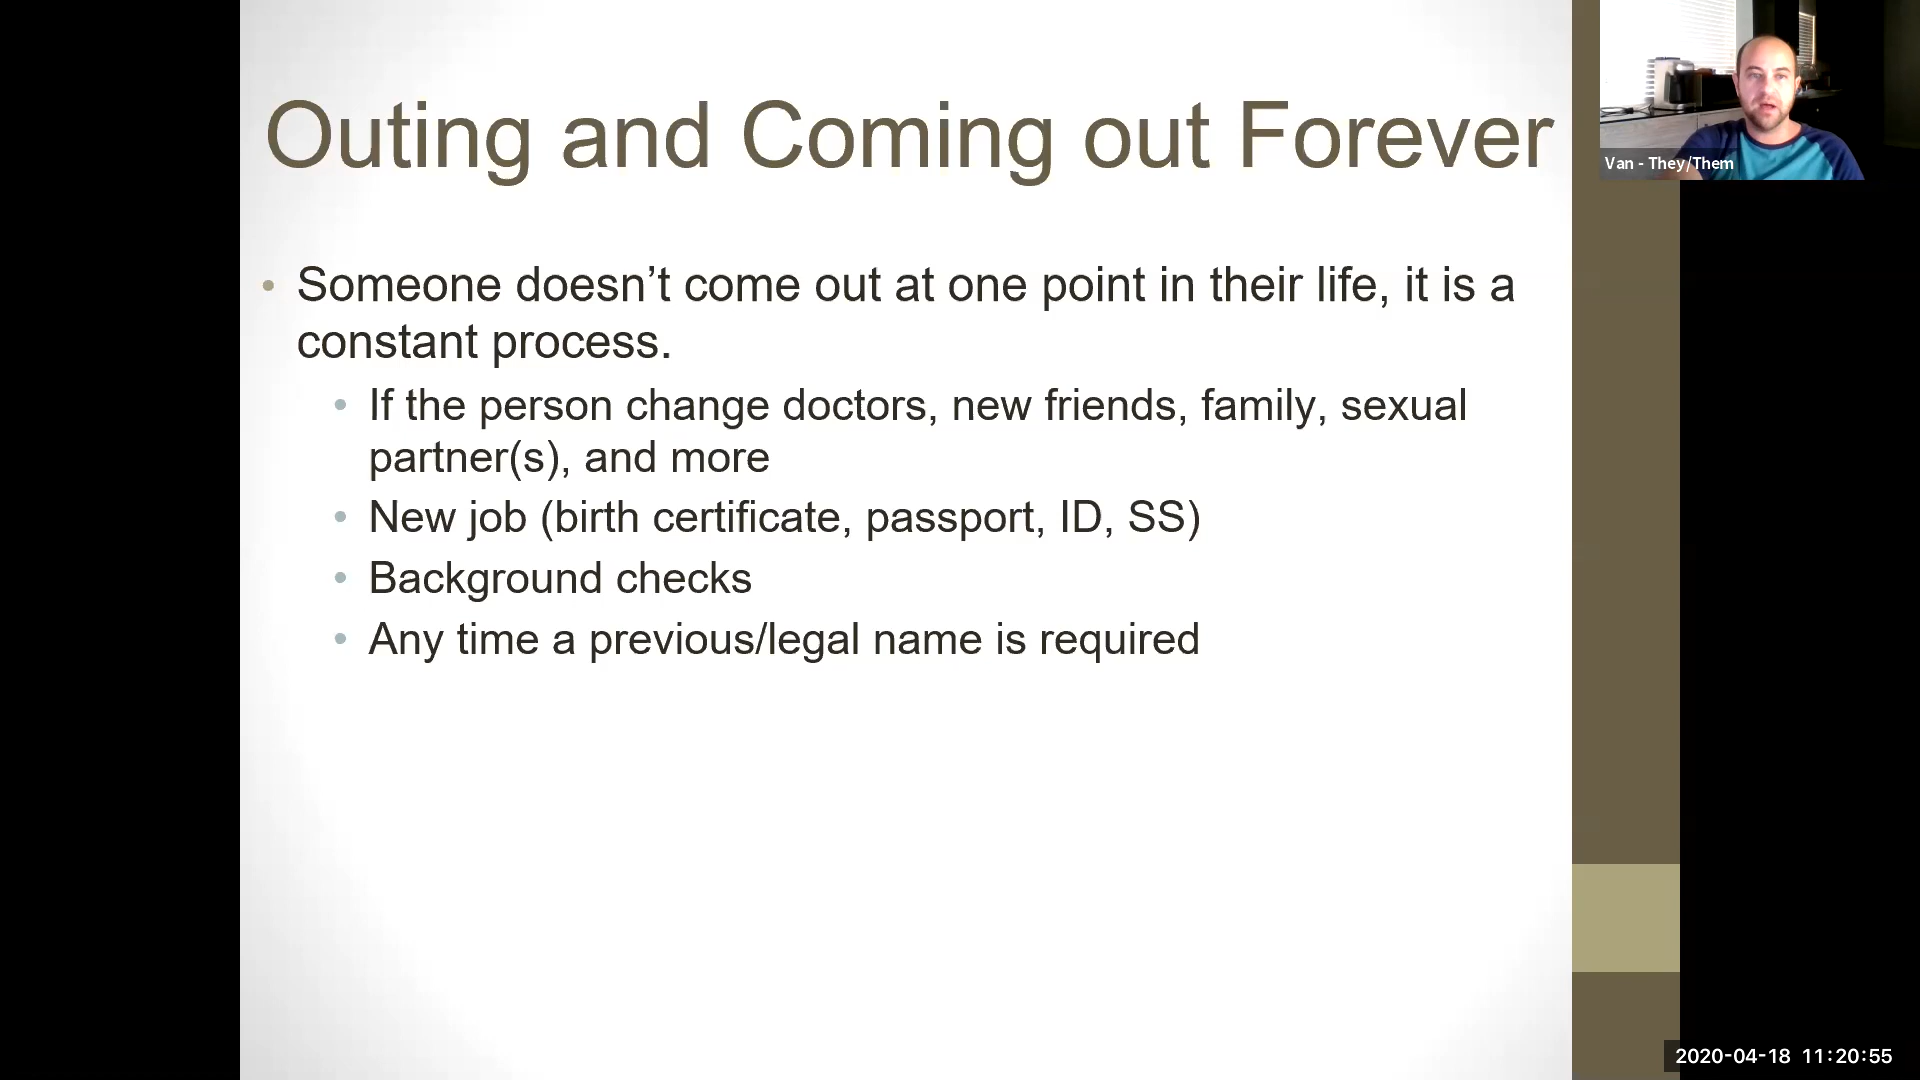 Outing and Coming out Forever
Van - They/Them
• Someone doesn’t come out at one point in their life, it is a
constant process.
• If the person change doctors, new friends, family, sexual
partner(s), and more
• New job (birth certificate, passport, ID, SS)
• Background checks
• Any time a previous/legal name is required
2020-04-18 11:20:55